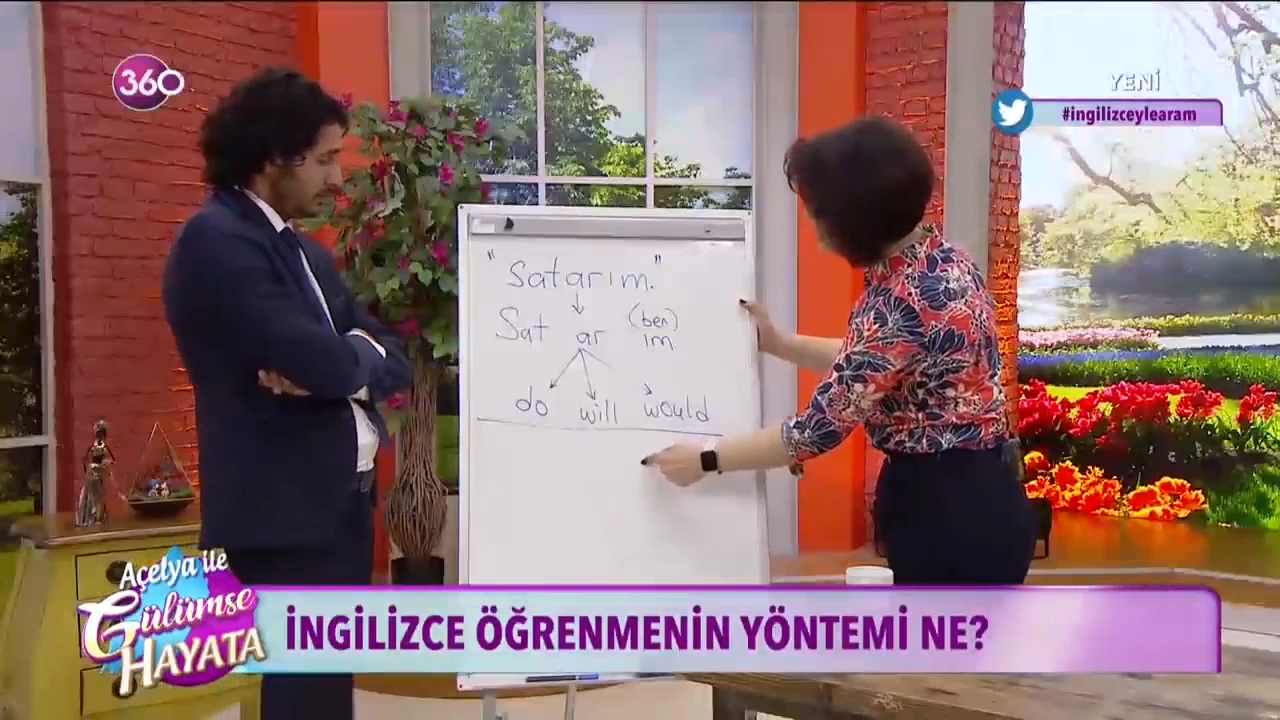 360
YENİ
#ingilizceylearam
"Satarım."
Sat ar (ben) ım
do will would
Açelya ile
Gülümse
HAYATA
İNGİLİZCE ÖĞRENMENİN YÖNTEMİ NE?